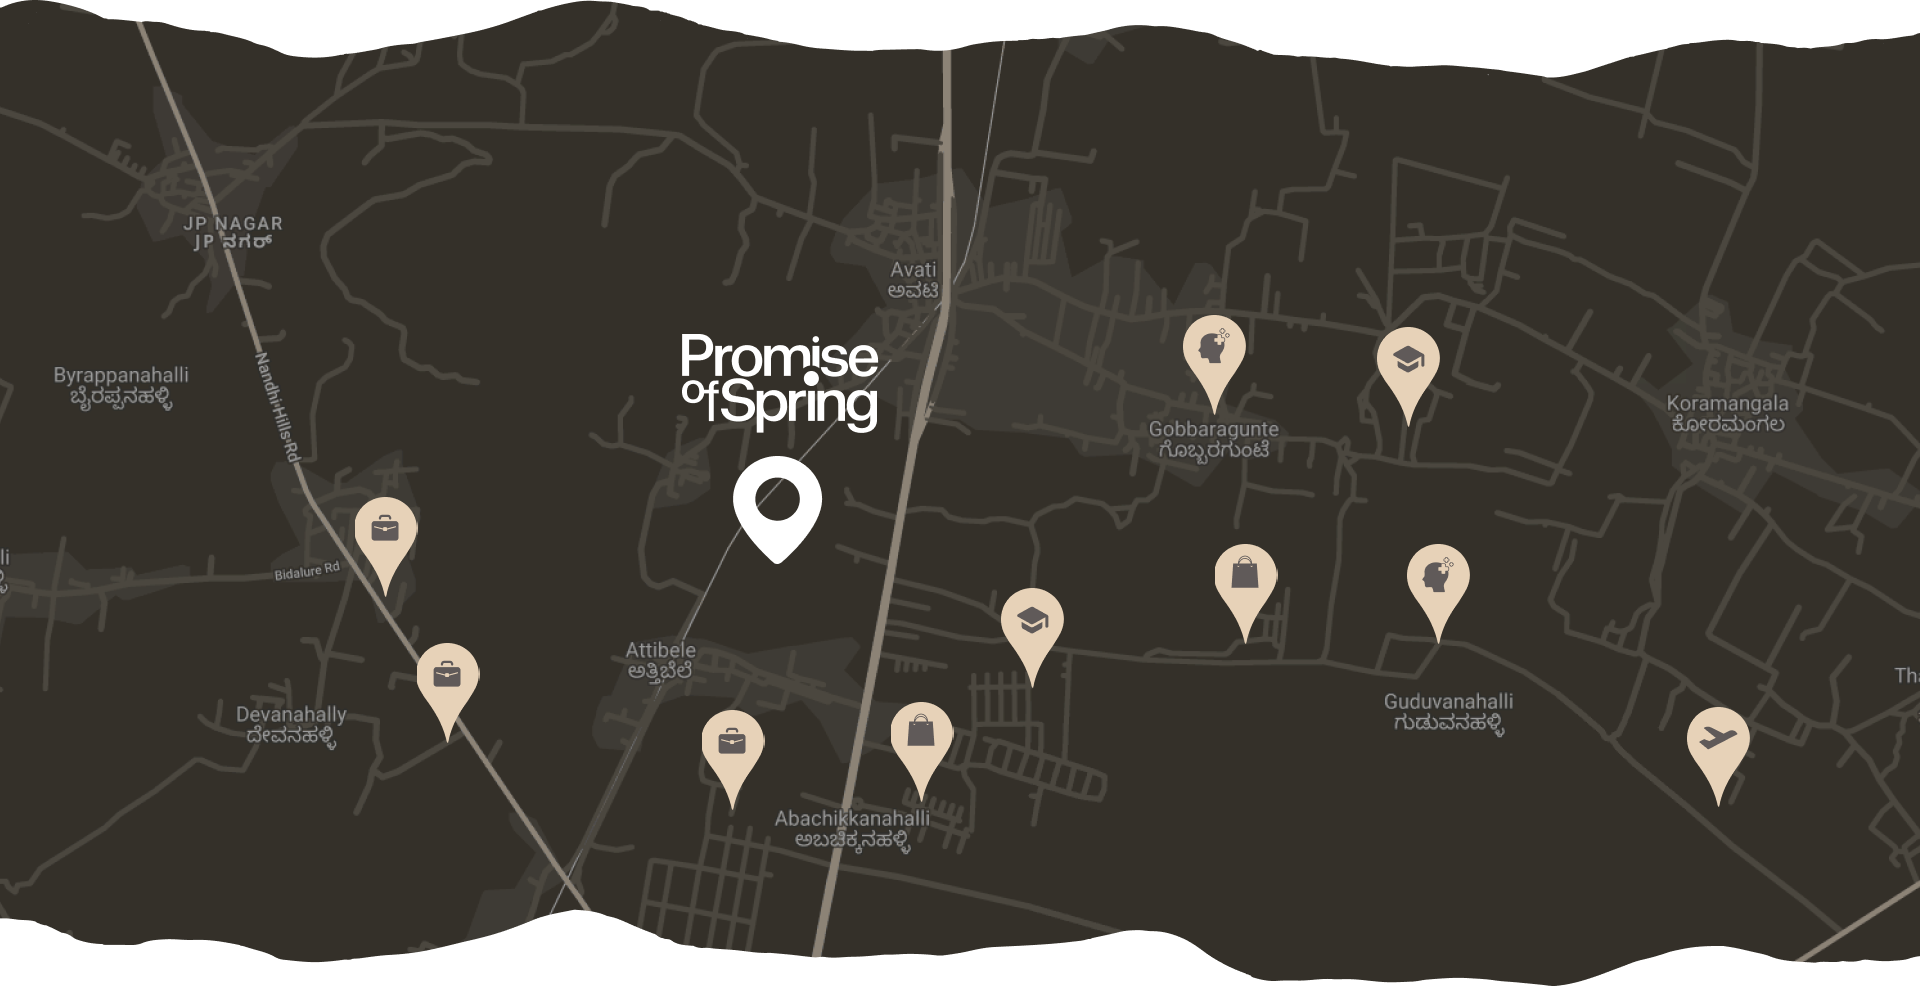 JP NAGAR
JP ನಗರ್
Avati
ಅವಟಿ
Promise
of Spring
Byrappanahalli
ಬೈರಪ್ಪನಹಳ್ಳಿ
Nandhi Hills Rd
Koramangala
ಕೋರಮಂಗಲ
Gobbaragunte
ಗೊಬ್ಬರಗುಂಟೆ
li
Bidalure Rd
Attibele
ಅತ್ತಿಬೆಲೆ
Tha
Guduvanahalli
ಗುಡುವನಹಳ್ಳಿ
Devanahally
ದೇವನಹಳ್ಳಿ
Abachikkanahalli
ಅಬಚಿಕ್ಕನಹಳ್ಳಿ